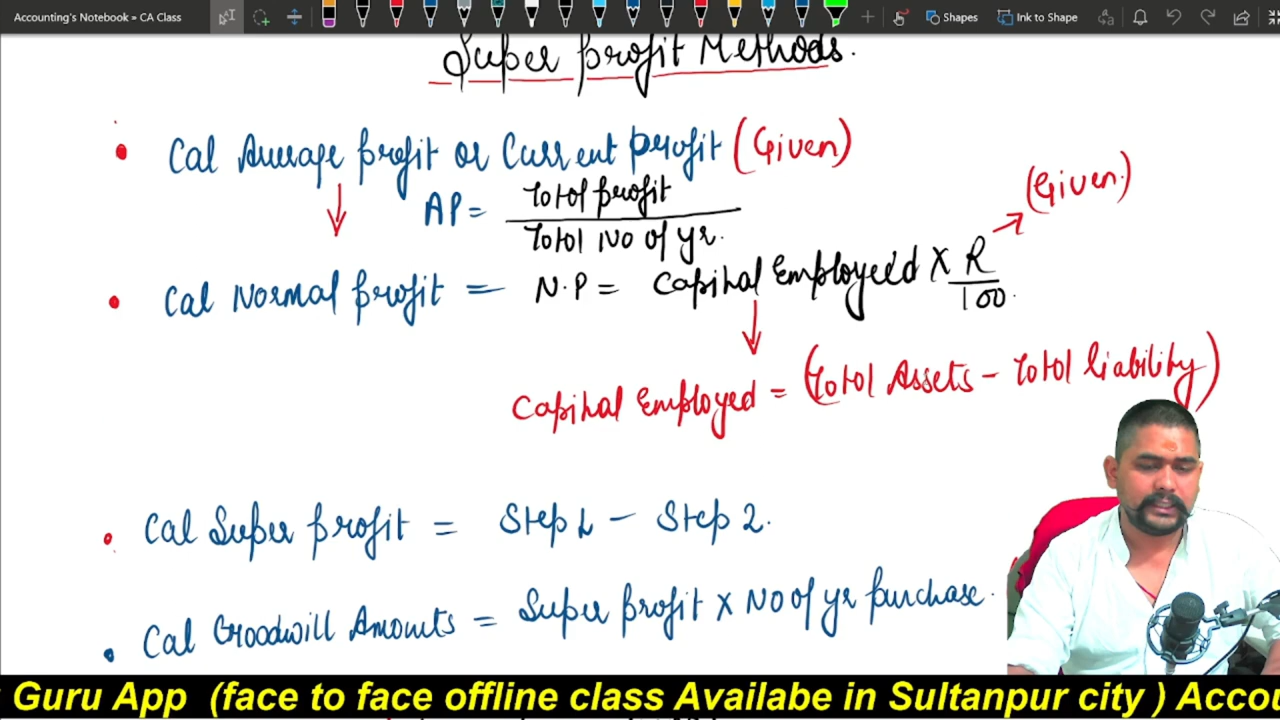 Accounting's Notebook » CA Class
Shapes
Ink to Shape
Super profit Methods.
• Cal Average profit or Current profit (Given)
AP = Total profit
Total No of yr.
(Given)
• Cal Normal profit = N.P = Capital Employeed × R
100.
Capital Employed = (Total Assets - Total liability)
• Cal Super profit = Step 1 - Step 2.
• Cal Goodwill Amounts = Super profit × No of yr purchase.
Guru App (face to face offline class Availabe in Sultanpur city ) Accou